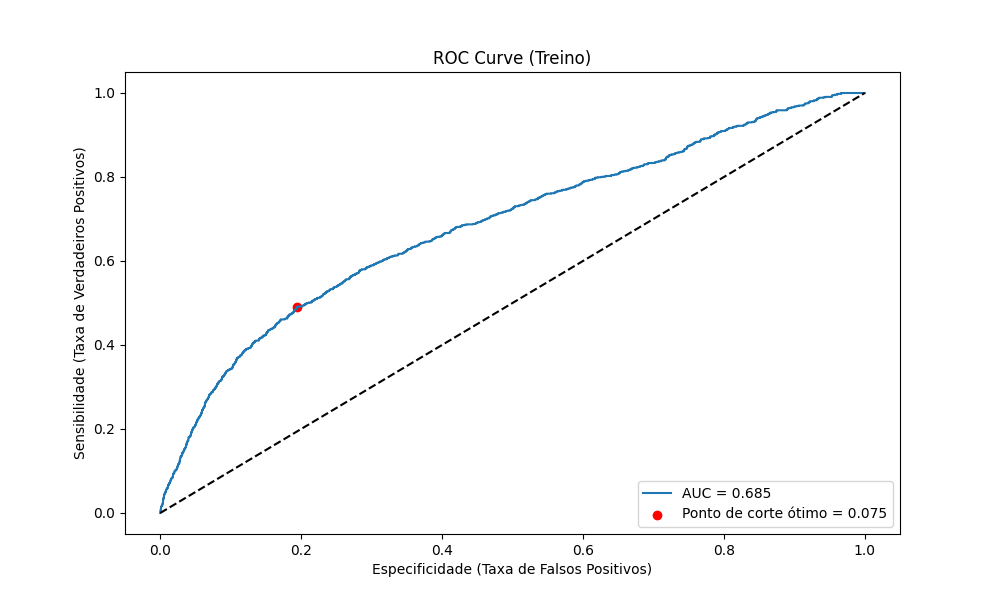 ROC Curve (Treino)
Sensibilidade (Taxa de Verdadeiros Positivos)
1.0
0.8
0.6
0.4
0.2
0.0
AUC = 0.685
Ponto de corte ótimo = 0.075
0.0 0.2 0.4 0.6 0.8 1.0
Especificidade (Taxa de Falsos Positivos)